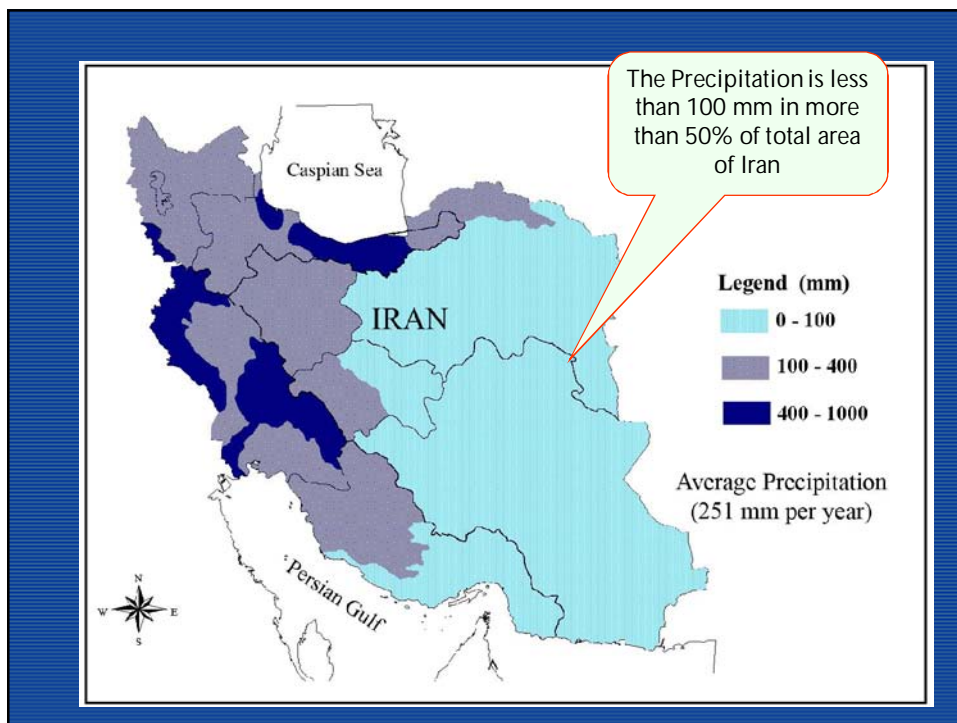 The Precipitation is less
than 100 mm in more
than 50% of total area
of Iran
Caspian Sea
IRAN
Legend (mm)
0 - 100
100 - 400
400 - 1000
Average Precipitation
(251 mm per year)
Persian Gulf
N
W E
S